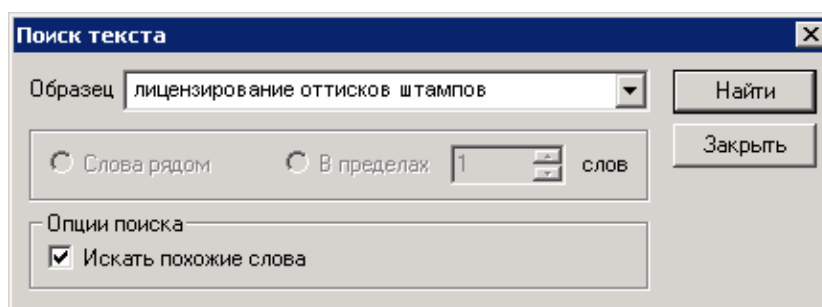 Поиск текста
Образец лицензирование оттисков штампов Найти
Слова рядом В пределах 1 слов Закрыть
Опции поиска
Искать похожие слова